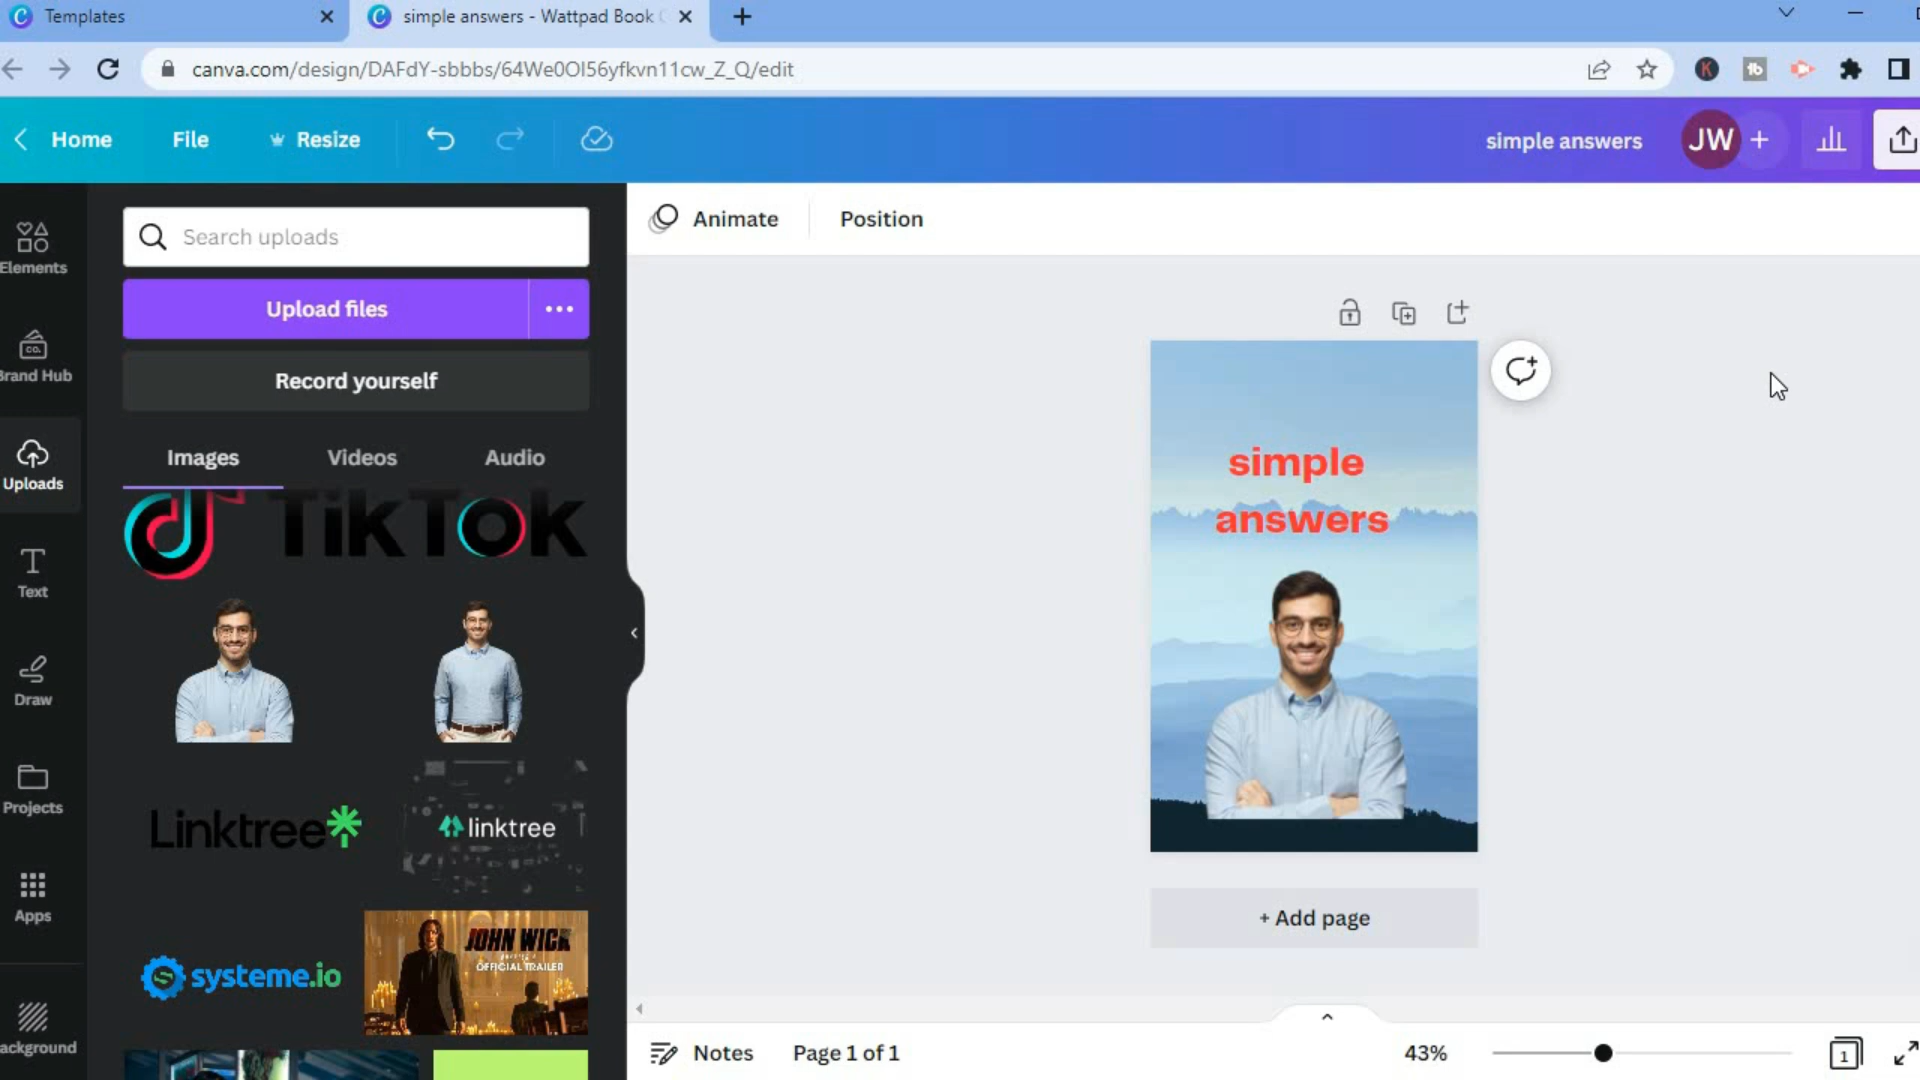 Templates
simple answers - Wattpad Book
canva.com/design/DAFdY-sbbbs/64We0OI56yfkvn11cw_Z_Q/edit
Home
File
Resize
simple answers
JW
Elements
Brand Hub
Uploads
Text
Draw
Projects
Apps
Background
Search uploads
Upload files
Record yourself
Images
Videos
Audio
TikTok
Linktree
linktree
systeme.io
JOHN WICK
OFFICIAL TRAILER
Animate
Position
simple
answers
+ Add page
Notes
Page 1 of 1
43%
1